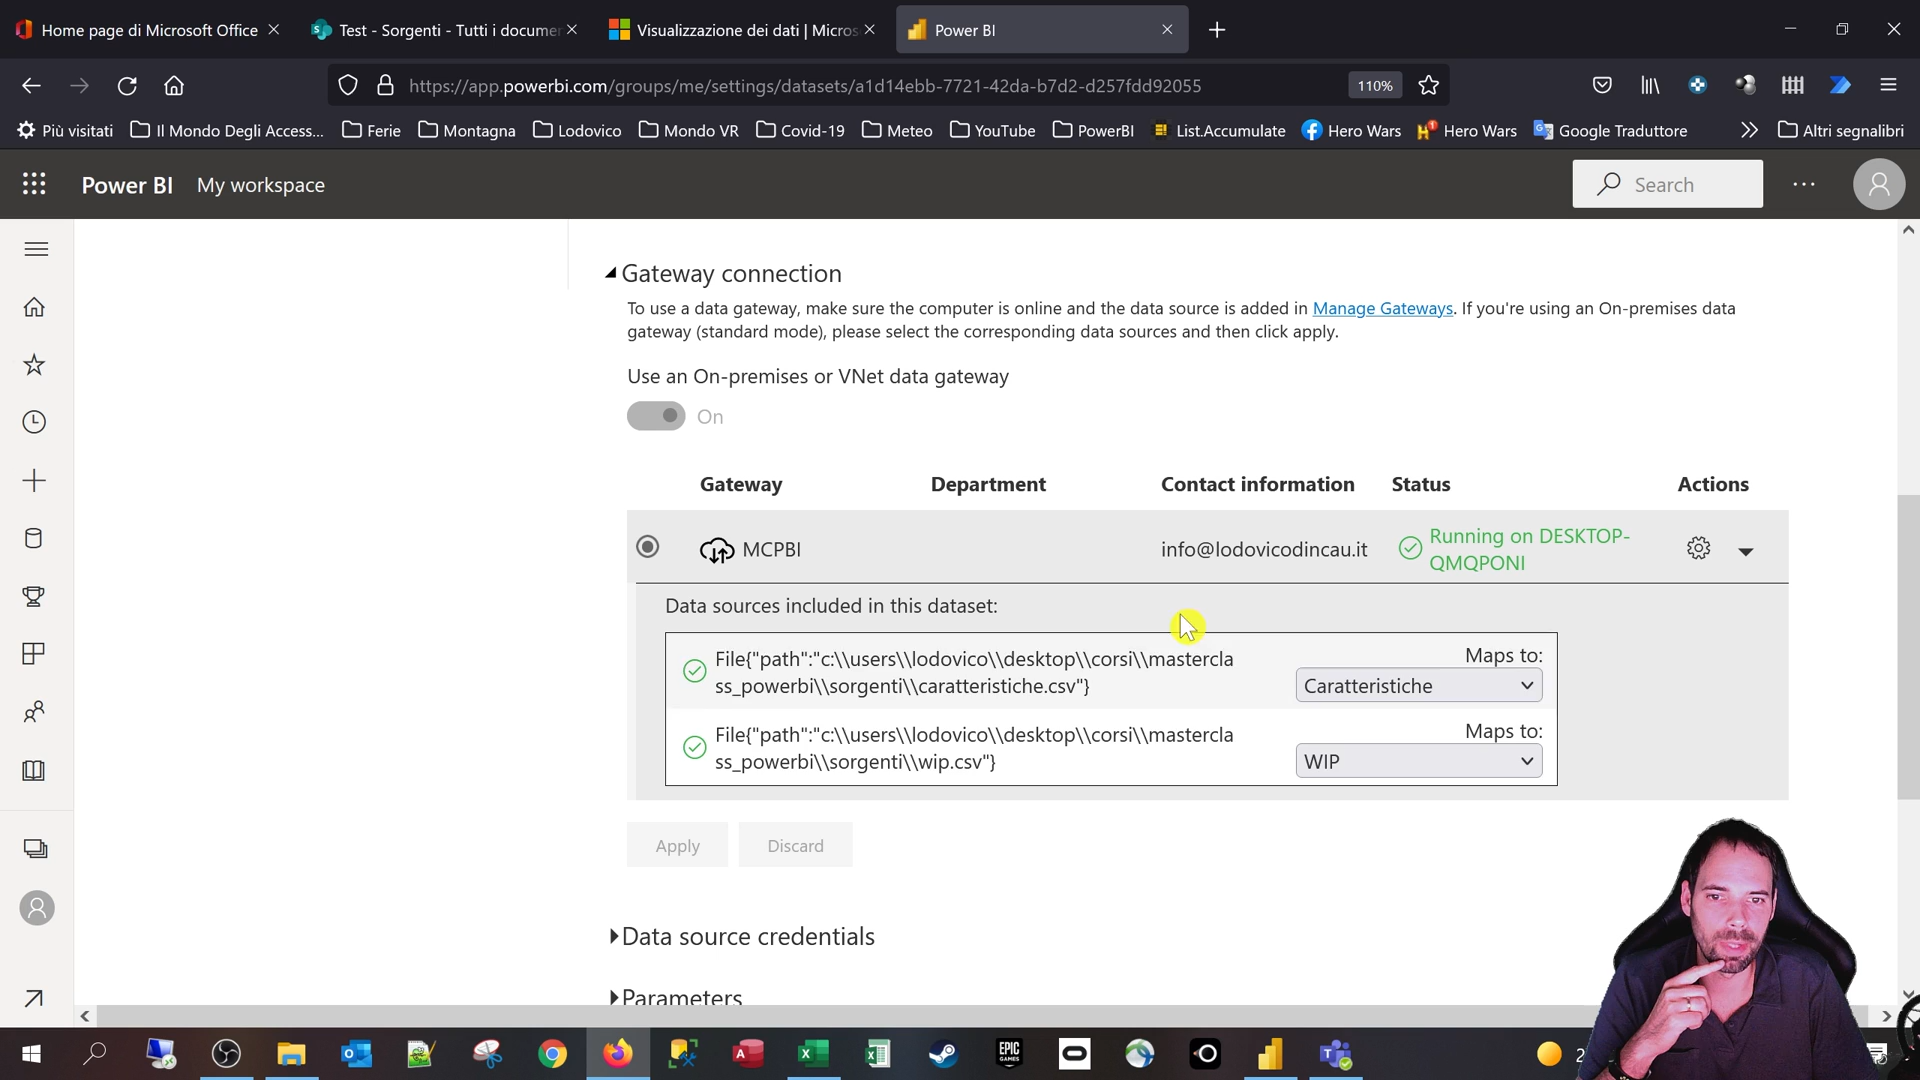 Home page di Microsoft Office
Test - Sorgenti - Tutti i docume
Visualizzazione dei dati | Micros
Power BI
https://app.powerbi.com/groups/me/settings/datasets/a1d14ebb-7721-42da-b7d2-d257fdd92055
110%
Più visitati
Il Mondo Degli Access...
Ferie
Montagna
Lodovico
Mondo VR
Covid-19
Meteo
YouTube
PowerBI
List.Accumulate
Hero Wars
Hero Wars
Google Traduttore
Altri segnalibri
Power BI My workspace
Search
Gateway connection
To use a data gateway, make sure the computer is online and the data source is added in Manage Gateways. If you're using an On-premises data
gateway (standard mode), please select the corresponding data sources and then click apply.
Use an On-premises or VNet data gateway
On
Gateway Department Contact information Status Actions
MCPBI info@lodovicodincau.it Running on DESKTOP-
QMQPONI
Data sources included in this dataset:
File{"path":"c:\\users\\lodovico\\desktop\\corsi\\mastercla
ss_powerbi\\sorgenti\\caratteristiche.csv"}
Maps to:
Caratteristiche
File{"path":"c:\\users\\lodovico\\desktop\\corsi\\mastercla
ss_powerbi\\sorgenti\\wip.csv"}
Maps to:
WIP
Apply Discard
Data source credentials
Parameters
EPIC
GAMES